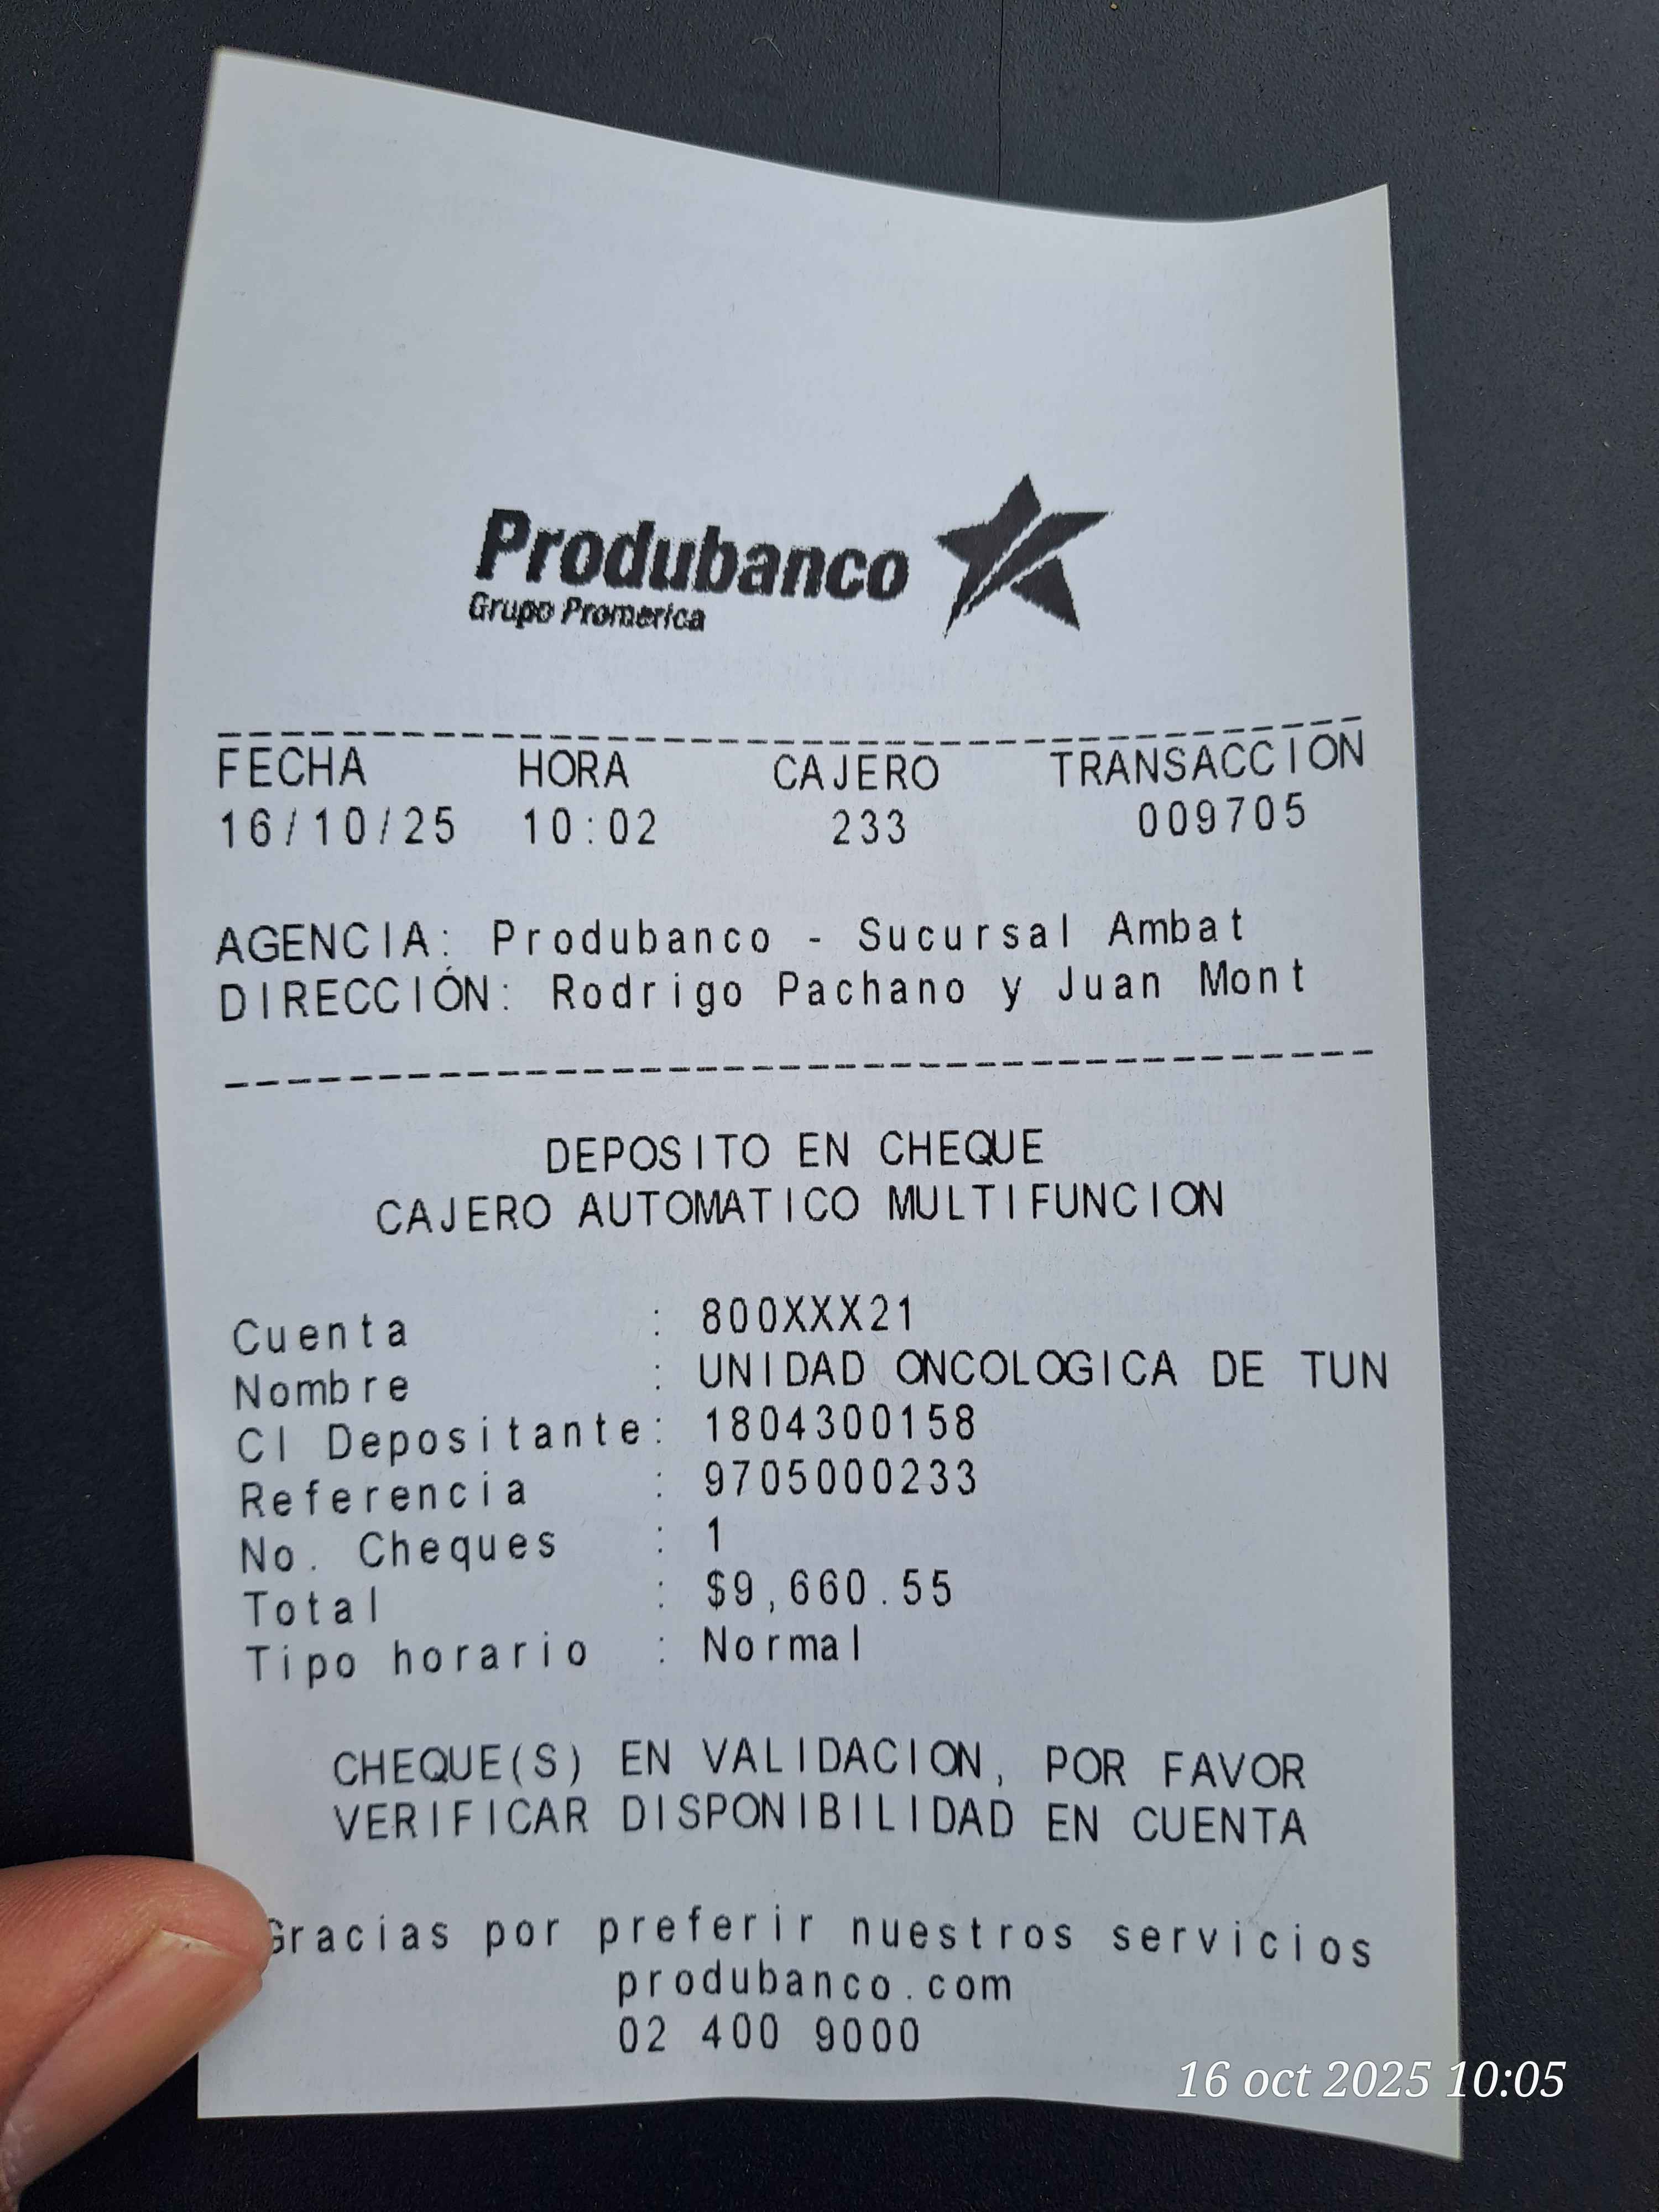 Produbanco
Grupo Promerica
FECHA HORA CAJERO TRANSACCION
16/10/25 10:02 233 009705
AGENCIA: Produbanco - Sucursal Ambat
DIRECCIÓN: Rodrigo Pachano y Juan Mont
DEPOSITO EN CHEQUE
CAJERO AUTOMATICO MULTIFUNCION
Cuenta : 800XXX21
Nombre : UNIDAD ONCOLOGICA DE TUN
CI Depositante: 1804300158
Referencia : 9705000233
No. Cheques : 1
Total : $9,660.55
Tipo horario : Normal
CHEQUE(S) EN VALIDACION, POR FAVOR
VERIFICAR DISPONIBILIDAD EN CUENTA
Gracias por preferir nuestros servicios
produbanco.com
02 400 9000
16 oct 2025 10:05